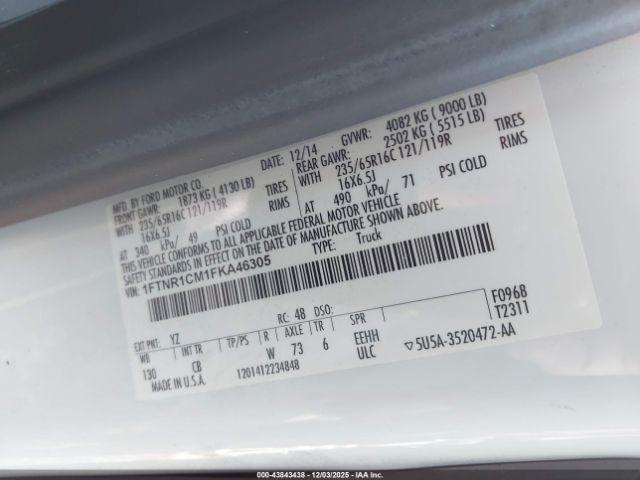 MFD. BY FORD MOTOR CO.
DATE: 12/14 GVWR: 4082 KG ( 9000 LB)
FRONT GAWR: 1873 KG ( 4130 LB) REAR GAWR: 2502 KG ( 5515 LB)
WITH 235/65R16C 121/119R TIRES WITH 235/65R16C 121/119R TIRES
16X6.5J RIMS 16X6.5J RIMS
AT 340 kPa/ 49 PSI COLD AT 490 kPa/ 71 PSI COLD
THIS VEHICLE CONFORMS TO ALL APPLICABLE FEDERAL MOTOR VEHICLE
SAFETY STANDARDS IN EFFECT ON THE DATE OF MANUFACTURE SHOWN ABOVE.
VIN: 1FTNR1CM1FKA46305 TYPE: Truck
F0968
T2311
EXT PNT: YZ RC: 48 DSO:
WB INT TR TP/PS R AXLE TR SPR
130 CB W 73 6 EEHH
MADE IN U.S.A. 1201412234848 ULC ▽5U5A-3520472-AA
000-43843438 - 12/03/2025 - IAA Inc.